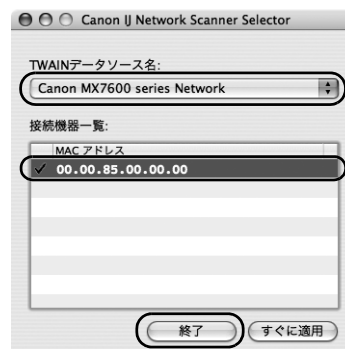 Canon IJ Network Scanner Selector
TWAINデータソース名:
Canon MX7600 series Network
接続機器一覧:
MAC アドレス
✓ 00.00.85.00.00.00
終了 すぐに適用